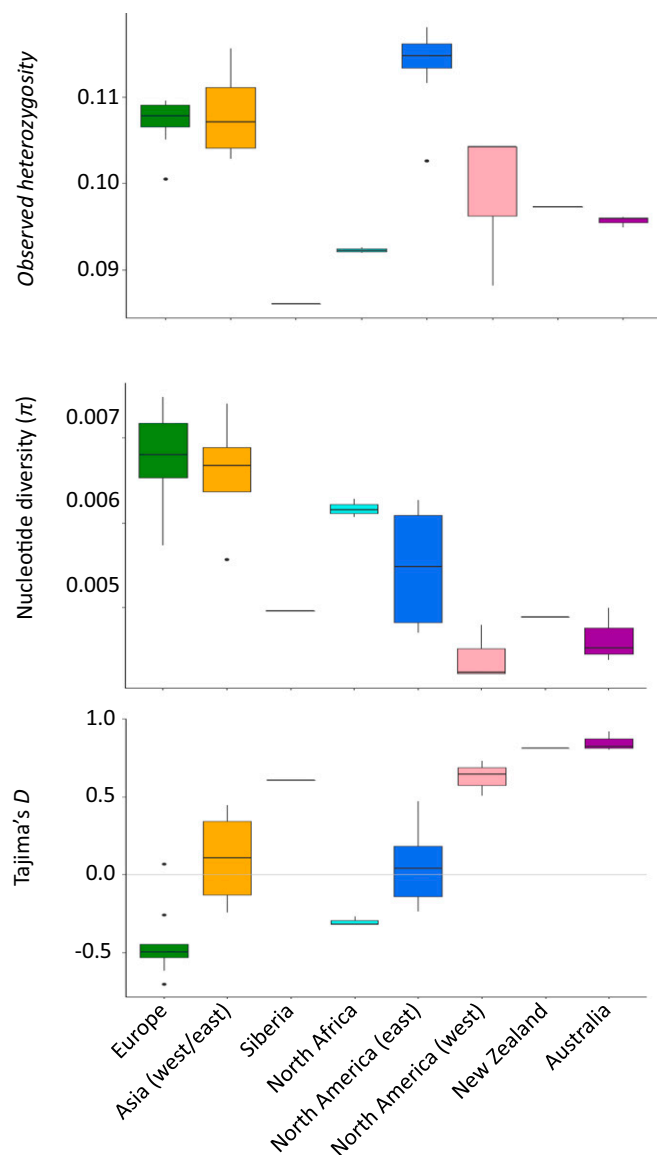 Observed heterozygosity
0.11
0.10
0.09
Nucleotide diversity (π)
0.007
0.006
0.005
Tajima's D
1.0
0.5
0.0
-0.5
Europe
Asia (west/east)
Siberia
North Africa
North America (east)
North America (west)
New Zealand
Australia